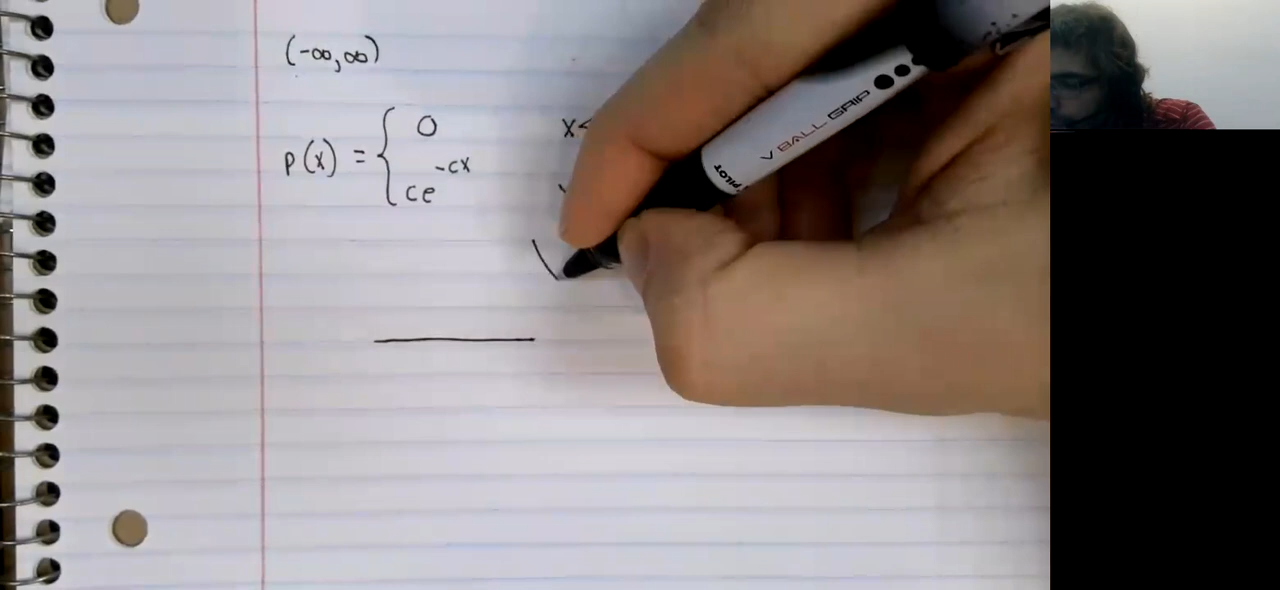 (-∞,∞)
p(x) = { 0 x<
ce^-cx
V BALL GRIP
PILOT